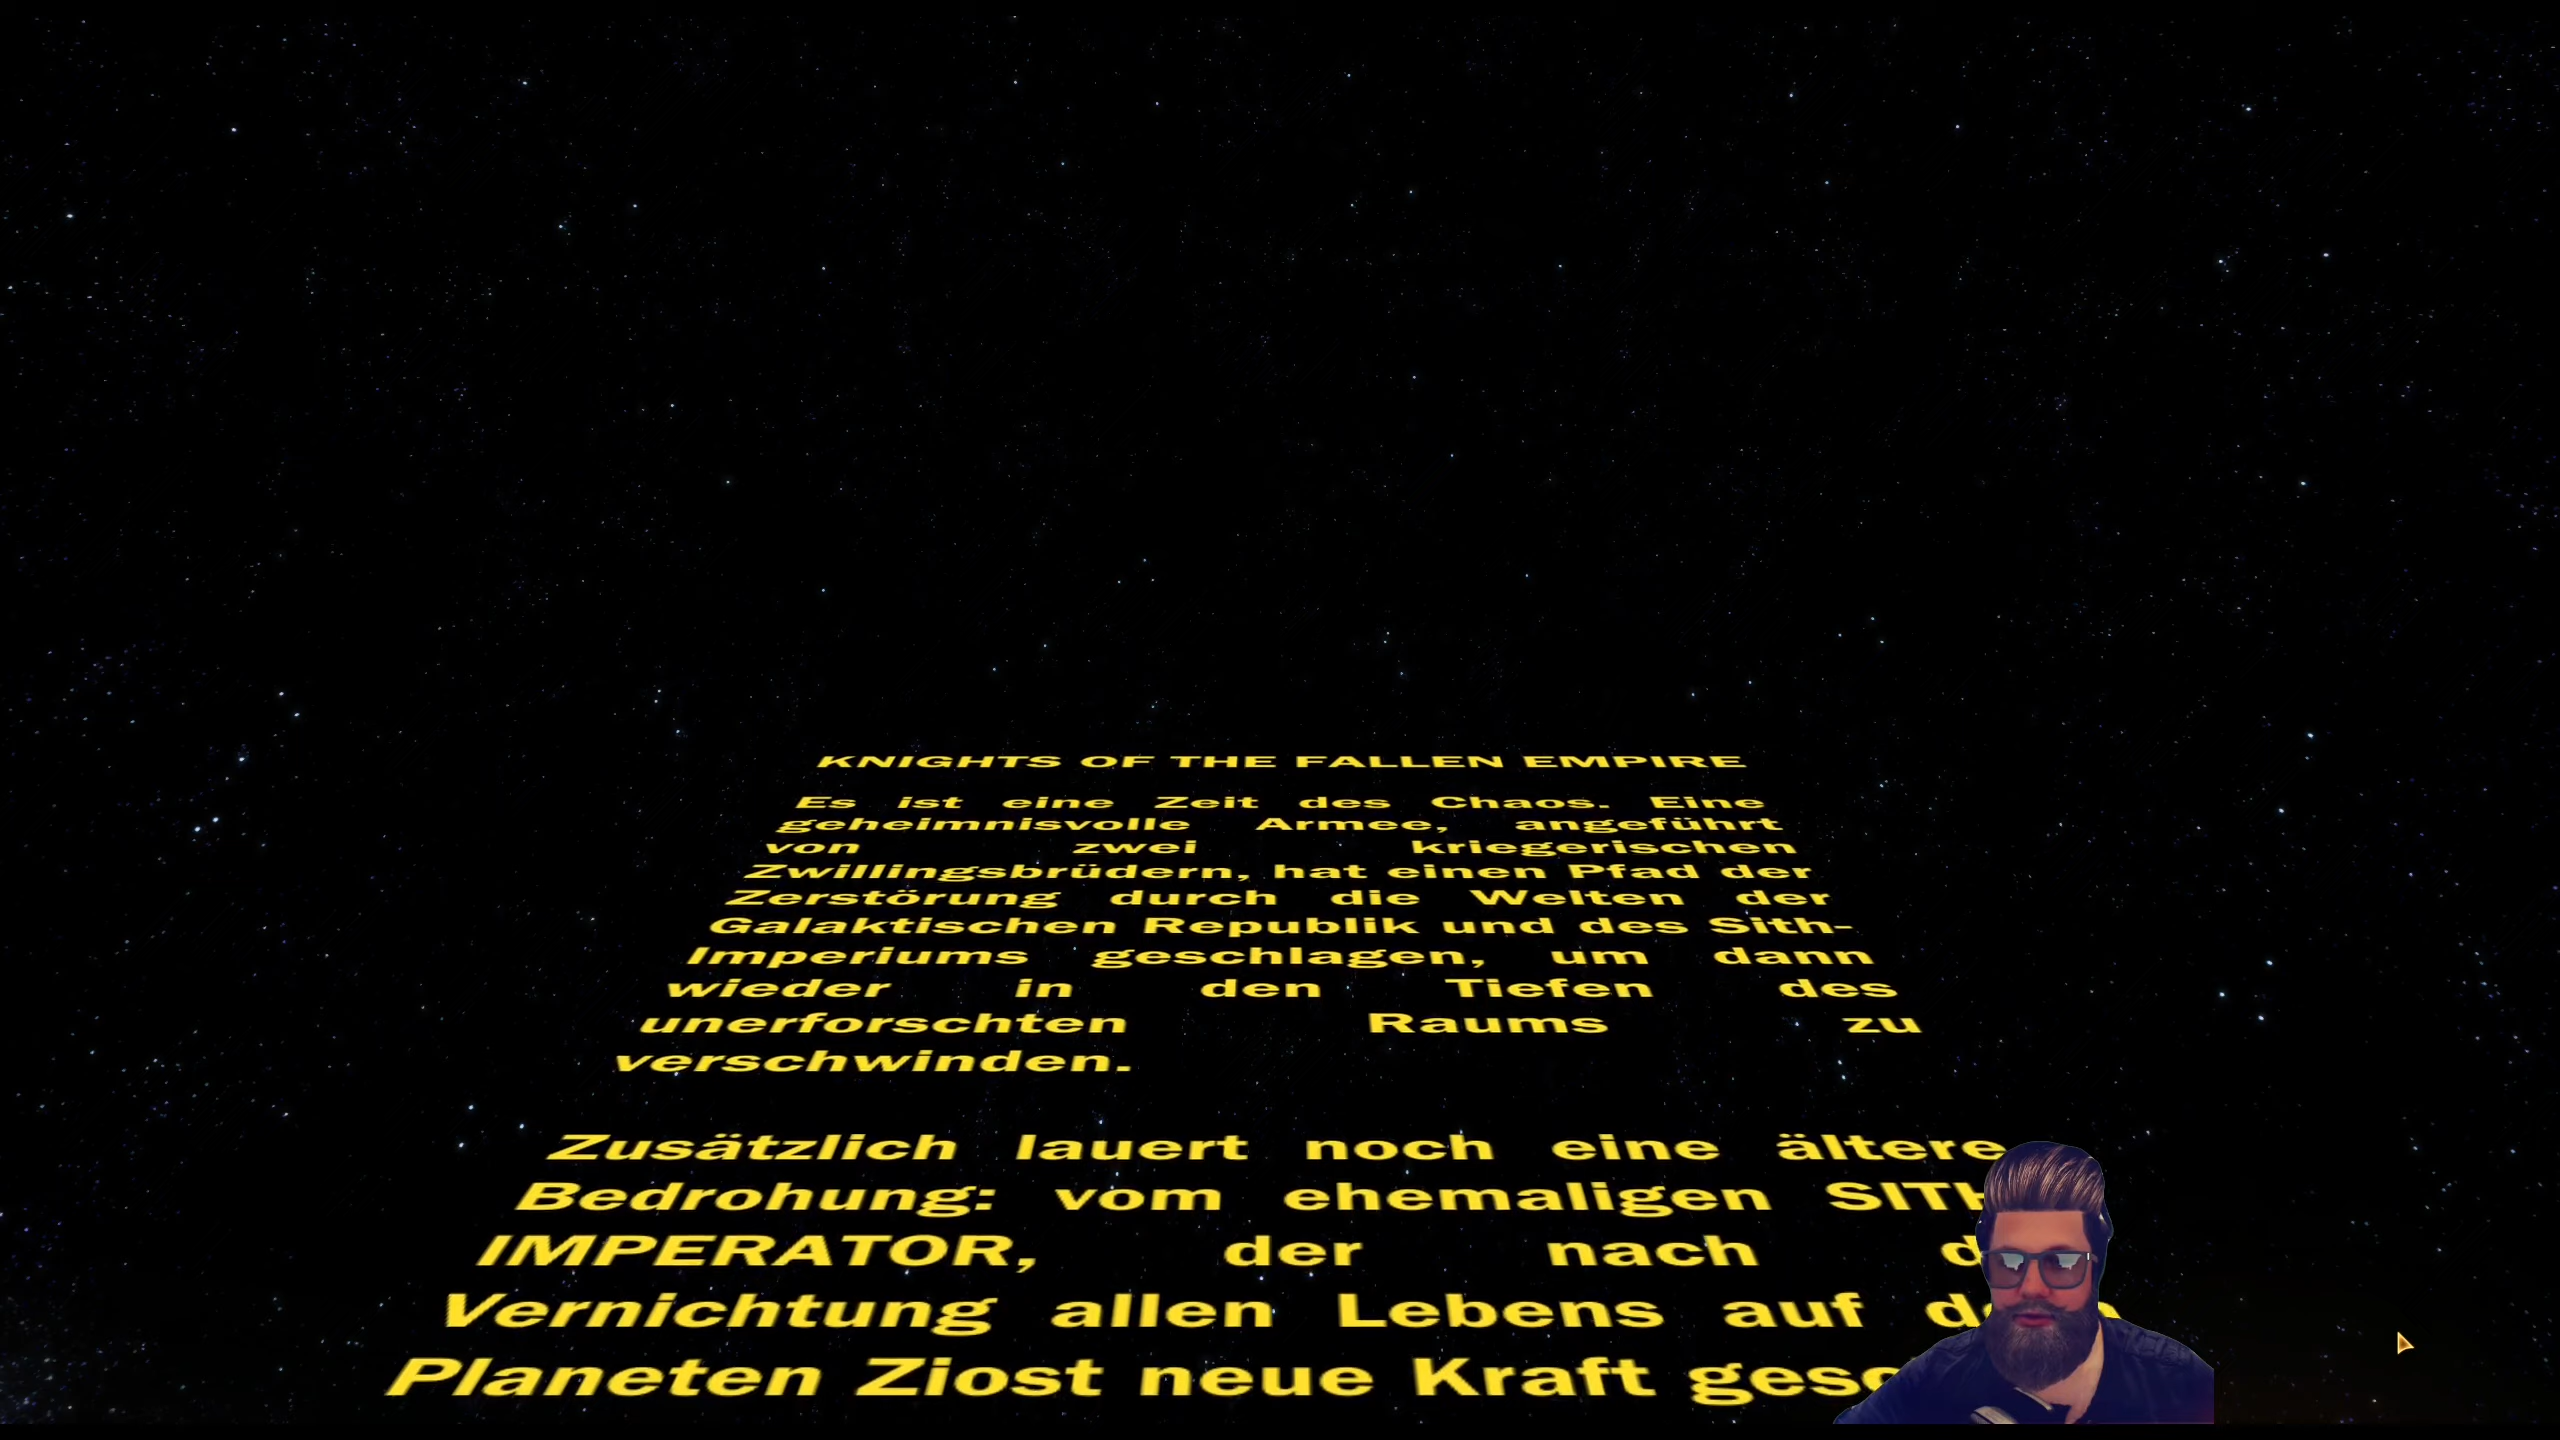 KNIGHTS OF THE FALLEN EMPIRE
Es ist eine Zeit des Chaos. Eine
geheimnisvolle Armee, angeführt
von zwei kriegerischen
Zwillingsbrüdern, hat einen Pfad der
Zerstörung durch die Welten der
Galaktischen Republik und des Sith-
Imperiums geschlagen, um dann
wieder in den Tiefen des
unerforschten Raums zu
verschwinden.
Zusätzlich lauert noch eine ältere
Bedrohung: vom ehemaligen
IMPERATOR, der nach
Vernichtung allen Lebens auf
Planeten Ziost neue Kraft